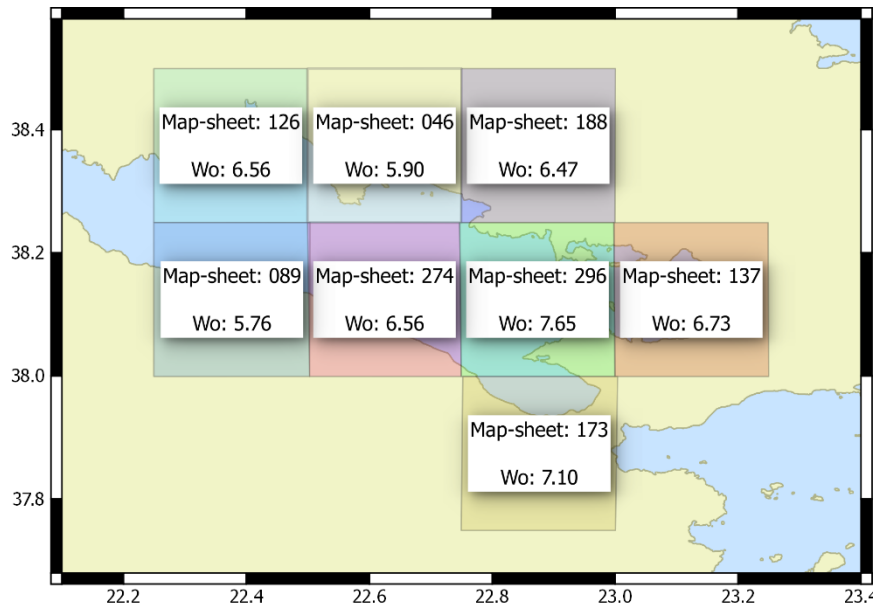 38.4
38.2
38.0
37.8
Map-sheet: 126
Wo: 6.56
Map-sheet: 046
Wo: 5.90
Map-sheet: 188
Wo: 6.47
Map-sheet: 089
Wo: 5.76
Map-sheet: 274
Wo: 6.56
Map-sheet: 296
Wo: 7.65
Map-sheet: 137
Wo: 6.73
Map-sheet: 173
Wo: 7.10
22.2 22.4 22.6 22.8 23.0 23.2 23.4